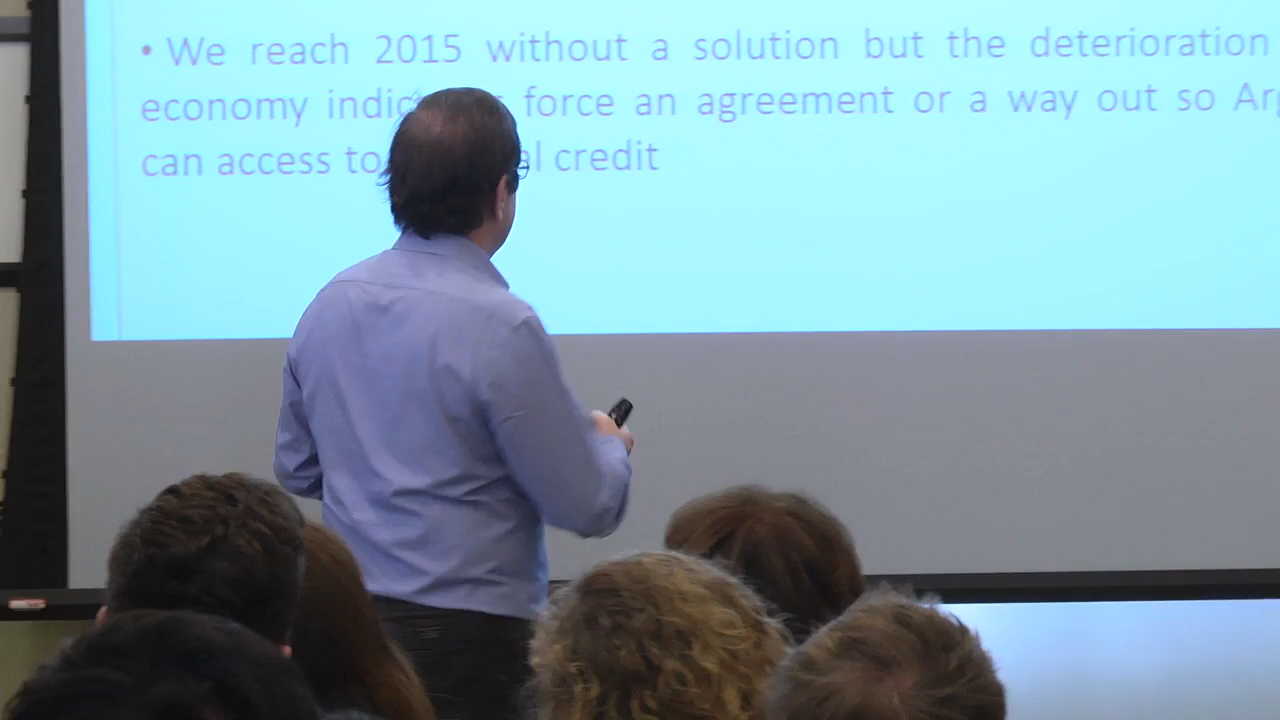 • We reach 2015 without a solution but the deterioration
economy force an agreement or a way out so
can access to credit